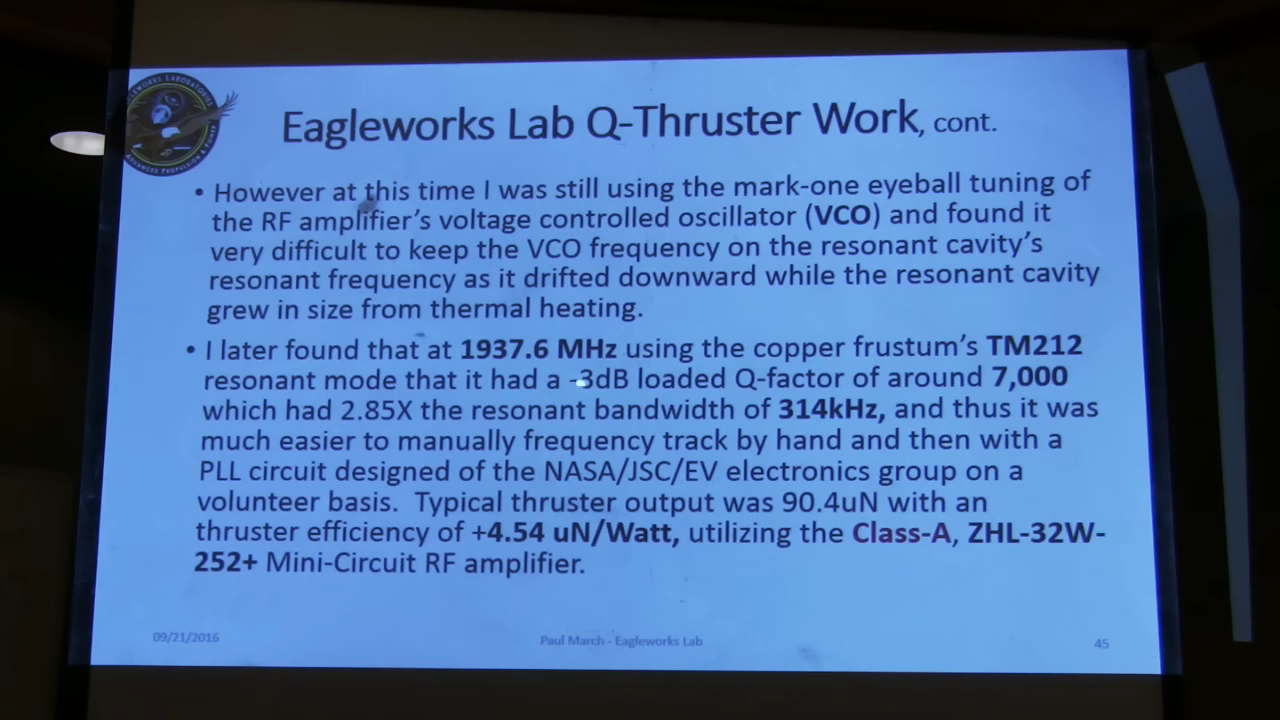 EAGLEWORKS LABORATORIES
ADVANCED PROPULSION & POWER
Eagleworks Lab Q-Thruster Work, cont.
• However at this time I was still using the mark-one eyeball tuning of
the RF amplifier's voltage controlled oscillator (VCO) and found it
very difficult to keep the VCO frequency on the resonant cavity's
resonant frequency as it drifted downward while the resonant cavity
grew in size from thermal heating.
• I later found that at 1937.6 MHz using the copper frustum's TM212
resonant mode that it had a -3dB loaded Q-factor of around 7,000
which had 2.85X the resonant bandwidth of 314kHz, and thus it was
much easier to manually frequency track by hand and then with a
PLL circuit designed of the NASA/JSC/EV electronics group on a
volunteer basis. Typical thruster output was 90.4uN with an
thruster efficiency of +4.54 uN/Watt, utilizing the Class-A, ZHL-32W-
252+ Mini-Circuit RF amplifier.
09/21/2016
Paul March - Eagleworks Lab
45